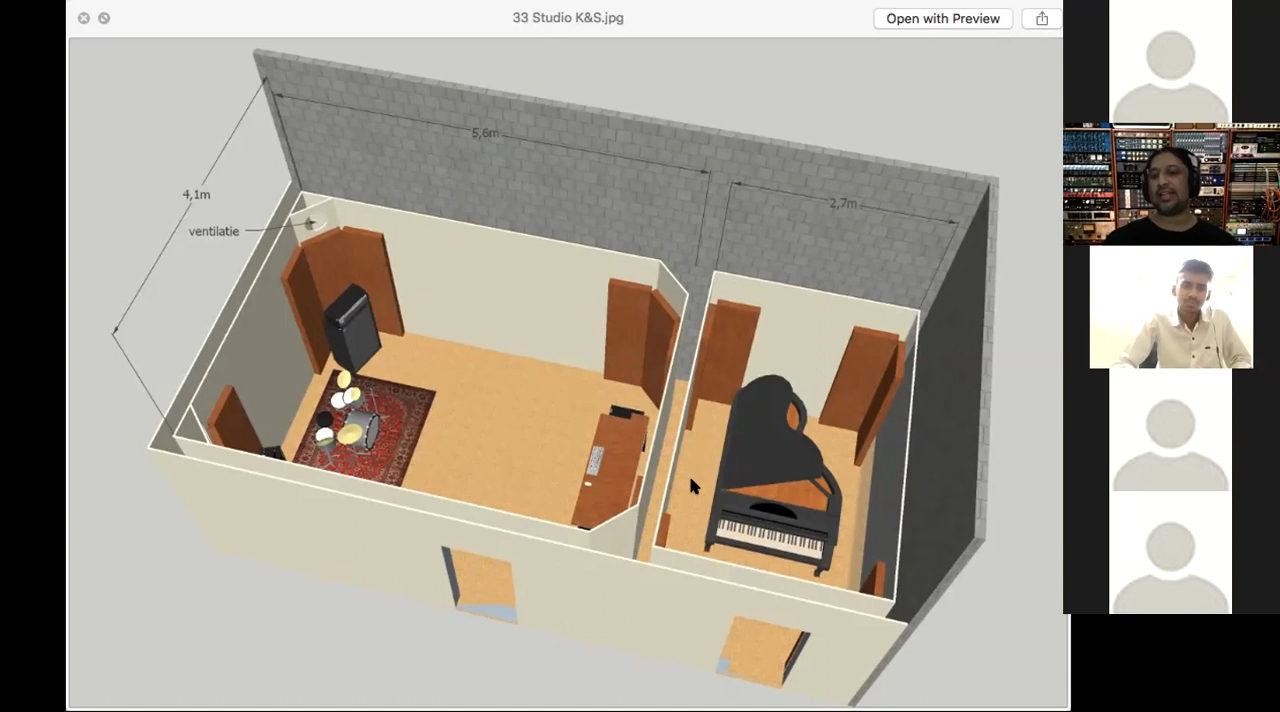 33 Studio K&S.jpg
Open with Preview
5,6m
4,1m
2,7m
ventilatie